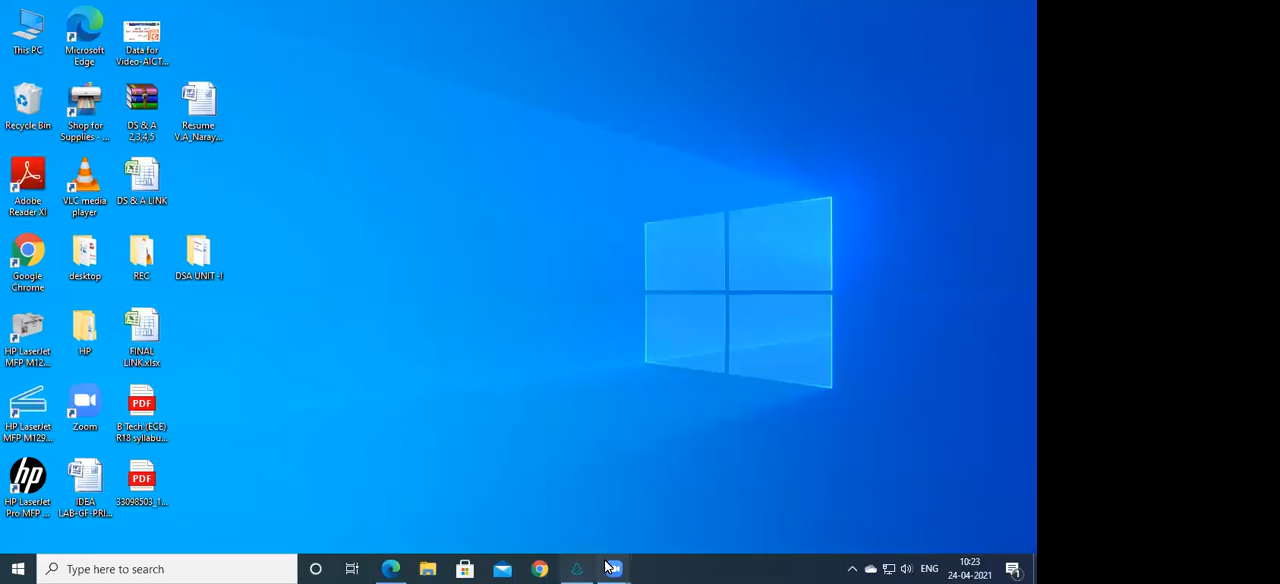 This PC
Microsoft
Edge
Data for
Video-AICT...
Recycle Bin
Shop for
Supplies - ...
DS & A
2,3,4,5
Resume
V.A_Naray...
Adobe
Reader XI
VLC media
player
DS & A LINK
Google
Chrome
desktop
REC
DSA UNIT -I
HP LaserJet
MFP M12...
HP
FINAL
LINK.xlsx
HP LaserJet
MFP M129...
Zoom
PDF
B Tech (ECE)
R18 syllabu...
hp
HP LaserJet
Pro MFP ...
IDEA
LAB-GF-PRI...
PDF
33098503_1...
Type here to search
ENG
10:23
24-04-2021
1